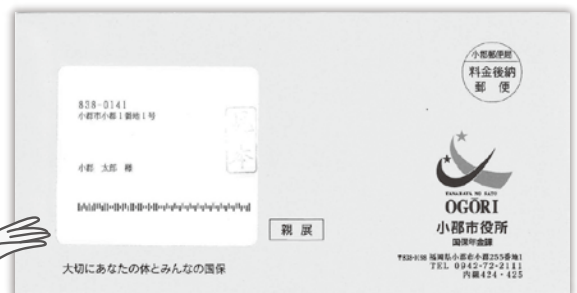 838-0141
小郡市小郡1番地1号
小郡 太郎 様
親展
大切にあなたの体とみんなの国保
小郡郵便局
料金後納
郵便
TANABATA NO SATO
OGŌRI
小郡市役所
国保年金課
〒838-0198 福岡県小郡市小郡255番地1
TEL 0942-72-2111
内線424・425